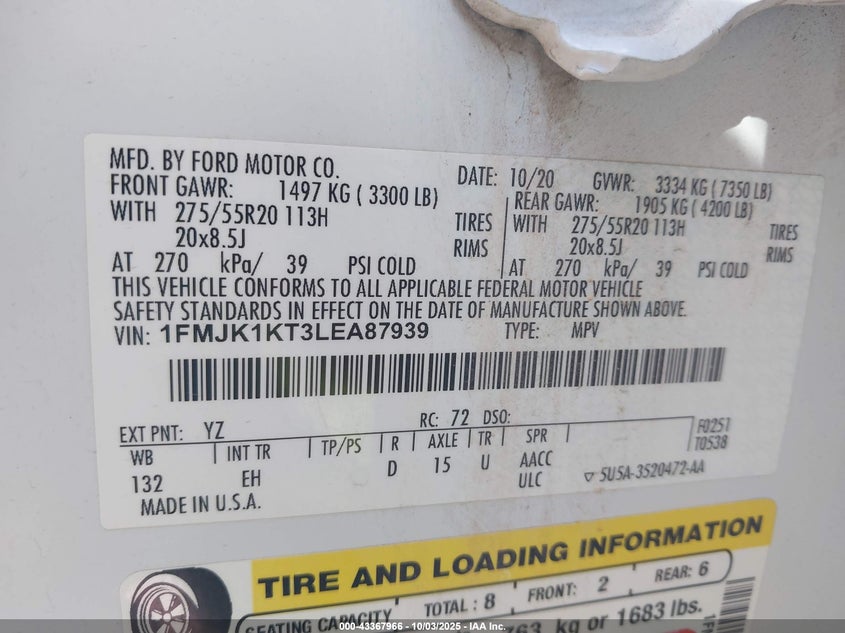 MFD. BY FORD MOTOR CO.
DATE: 10/20 GVWR: 3334 KG ( 7350 LB)
FRONT GAWR: 1497 KG ( 3300 LB)
REAR GAWR: 1905 KG ( 4200 LB)
WITH 275/55R20 113H TIRES
WITH 275/55R20 113H TIRES
20x8.5J RIMS
20x8.5J RIMS
AT 270 kPa/ 39 PSI COLD
AT 270 kPa/ 39 PSI COLD
THIS VEHICLE CONFORMS TO ALL APPLICABLE FEDERAL MOTOR VEHICLE
SAFETY STANDARDS IN EFFECT ON THE DATE OF MANUFACTURE SHOWN ABOVE.
VIN: 1FMJK1KT3LEA87939 TYPE: MPV
EXT PNT: YZ RC: 72 DSO:
F0251
T0538
WB INT TR TP/PS R AXLE TR SPR
132 EH D 15 U AACC
ULC
5U5A-3520472-AA
MADE IN U.S.A.
TIRE AND LOADING INFORMATION
SEATING CAPACITY TOTAL : 8 FRONT: 2 REAR: 6
763 kg or 1683 lbs.
000-43367966 - 10/03/2025 - IAA Inc.